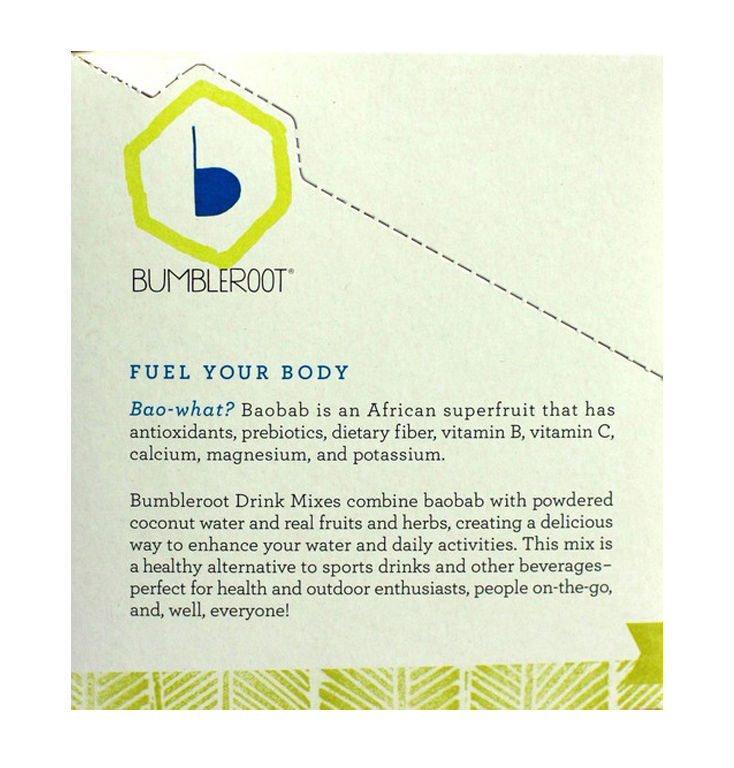 b
BUMBLEROOT®
FUEL YOUR BODY
Bao-what? Baobab is an African superfruit that has
antioxidants, prebiotics, dietary fiber, vitamin B, vitamin C,
calcium, magnesium, and potassium.
Bumbleroot Drink Mixes combine baobab with powdered
coconut water and real fruits and herbs, creating a delicious
way to enhance your water and daily activities. This mix is
a healthy alternative to sports drinks and other beverages–
perfect for health and outdoor enthusiasts, people on-the-go,
and, well, everyone!